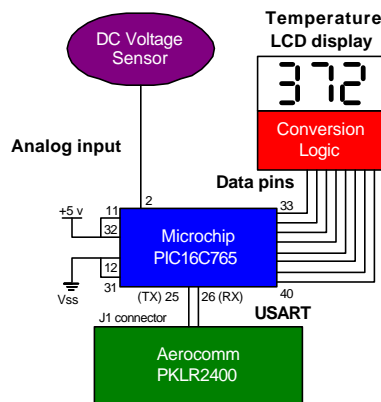 Temperature
LCD display
DC Voltage
Sensor
372
Conversion
Logic
Analog input
Data pins
2
33
+5 v
11
32
Microchip
PIC16C765
12
31
Vss
(TX) 25
26 (RX)
40
USART
J1 connector
Aerocomm
PKLR2400